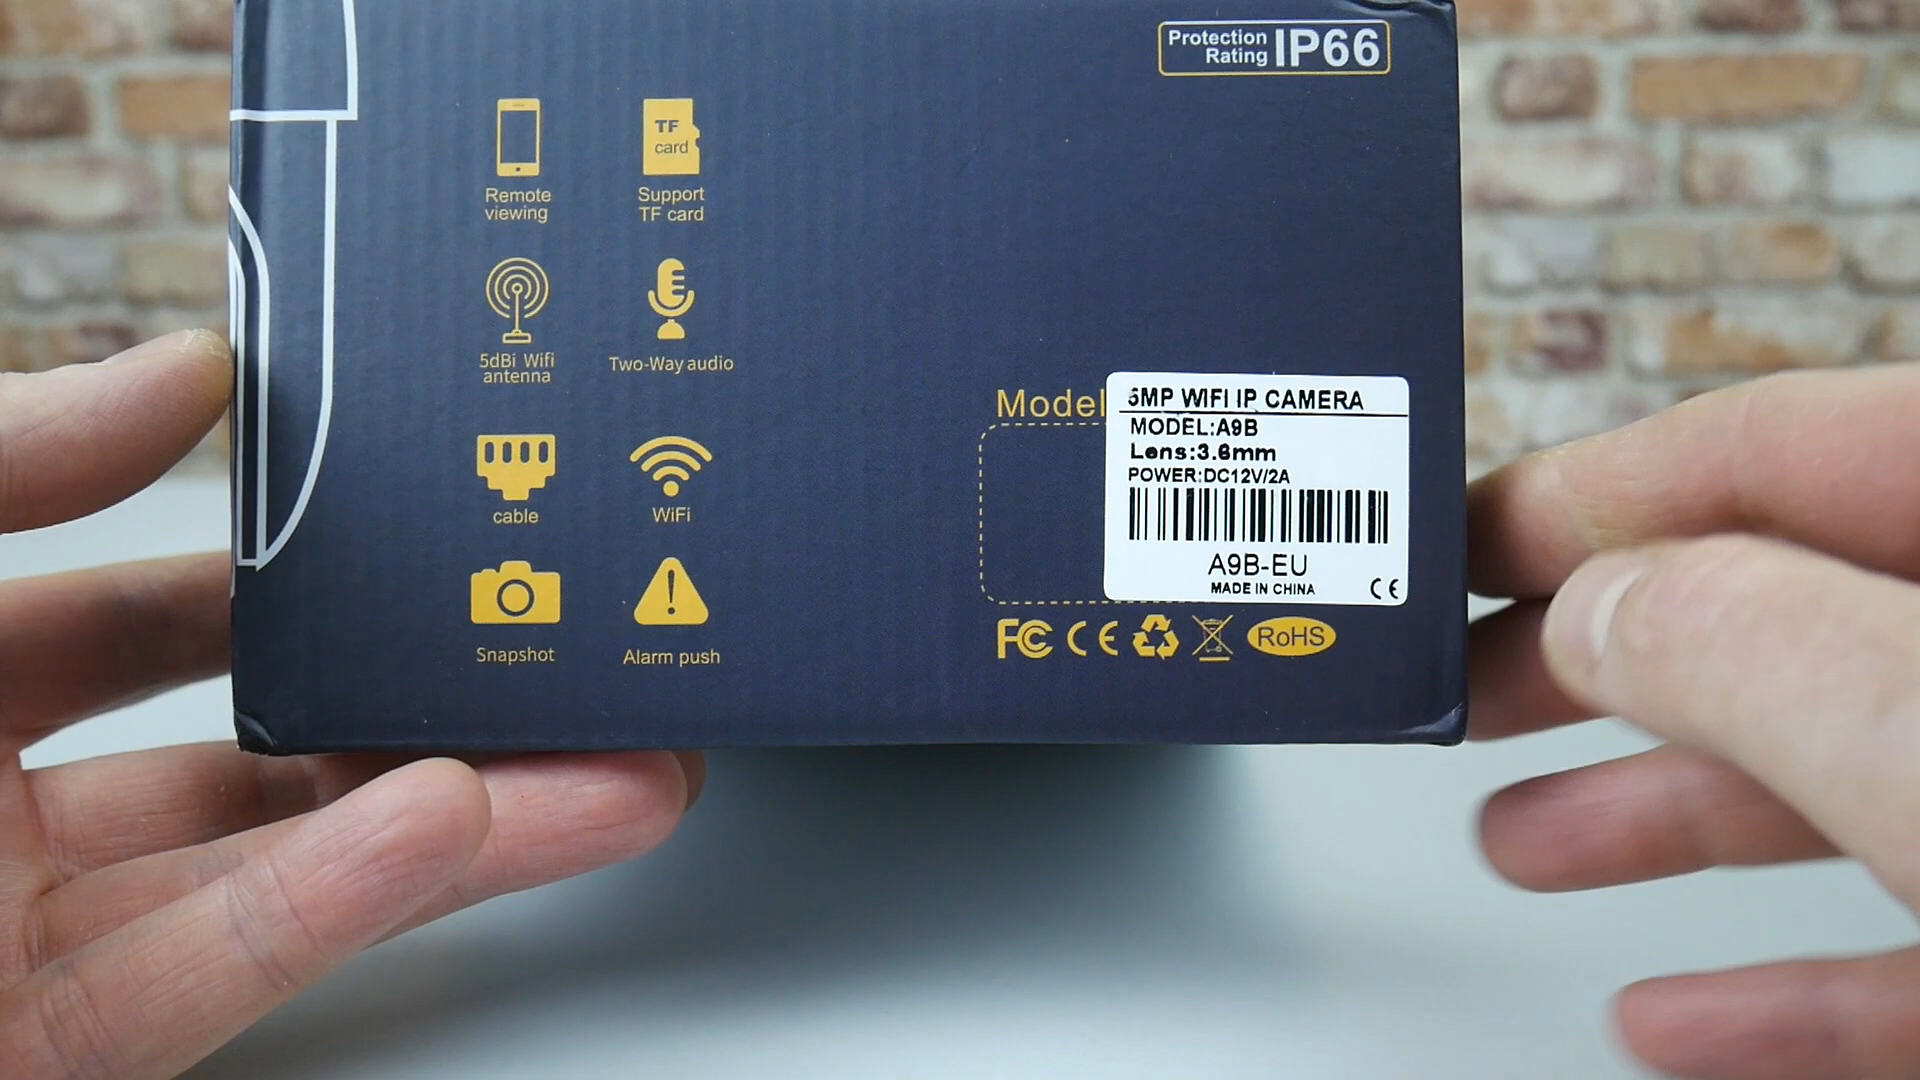 Protection
Rating IP66
TF
card
Remote
viewing
Support
TF card
5dBi Wifi
antenna
Two-Way audio
cable
WiFi
Snapshot
Alarm push
Model
5MP WIFI IP CAMERA
MODEL:A9B
Lens:3.6mm
POWER:DC12V/2A
A9B-EU
MADE IN CHINA
CE
FC CE RoHS